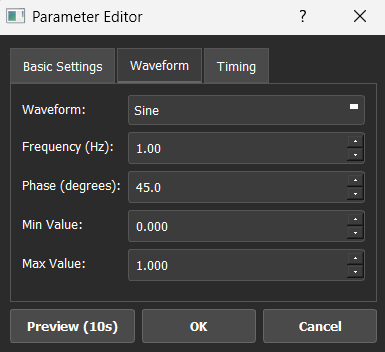 Parameter Editor ?
Basic Settings Waveform Timing
Waveform: Sine
Frequency (Hz): 1.00
Phase (degrees): 45.0
Min Value: 0.000
Max Value: 1.000
Preview (10s) OK Cancel